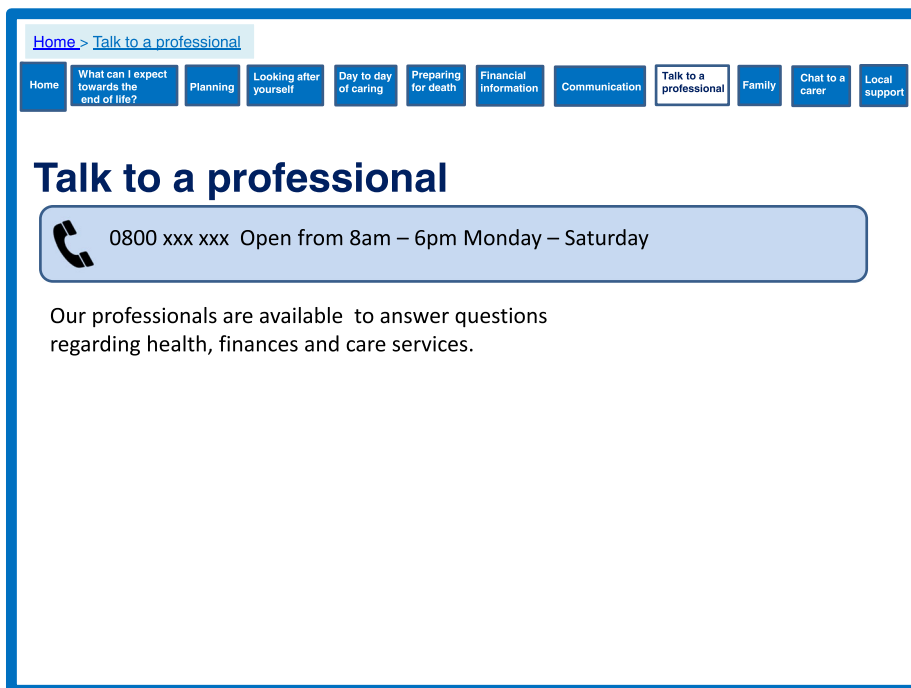 Home > Talk to a professional
Home
What can I expect
towards the
end of life?
Planning
Looking after
yourself
Day to day
of caring
Preparing
for death
Financial
information
Communication
Talk to a
professional
Family
Chat to a
carer
Local
support
Talk to a professional
0800 xxx xxx  Open from 8am – 6pm Monday – Saturday
Our professionals are available  to answer questions
regarding health, finances and care services.